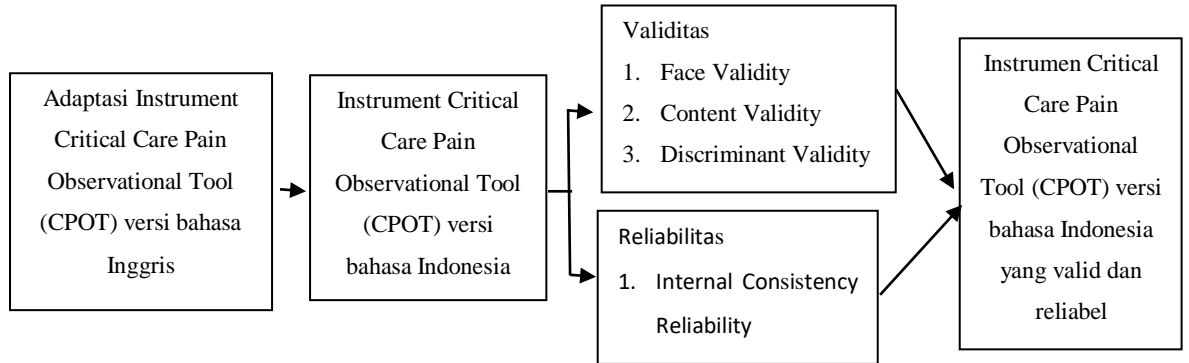 Adaptasi Instrument
Critical Care Pain
Observational Tool
(CPOT) versi bahasa
Inggris
Instrument Critical
Care Pain
Observational Tool
(CPOT) versi
bahasa Indonesia
Validitas
1. Face Validity
2. Content Validity
3. Discriminant Validity
Reliabilitas
1. Internal Consistency
Reliability
Instrumen Critical
Care Pain
Observational
Tool (CPOT) versi
bahasa Indonesia
yang valid dan
reliabel